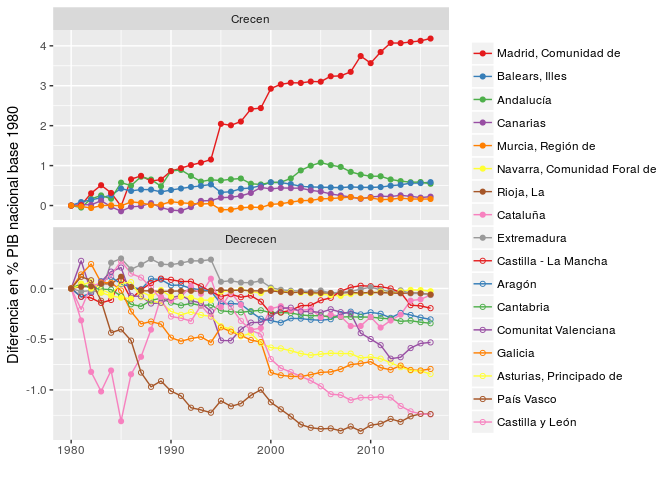 Crecen
4
3
2
1
0
Decrecen
0.0
-0.5
-1.0
1980
1990
2000
2010
Diferencia en % PIB nacional base 1980
Madrid, Comunidad de
Balears, Illes
Andalucía
Canarias
Murcia, Región de
Navarra, Comunidad Foral de
Rioja, La
Cataluña
Extremadura
Castilla - La Mancha
Aragón
Cantabria
Comunitat Valenciana
Galicia
Asturias, Principado de
País Vasco
Castilla y León